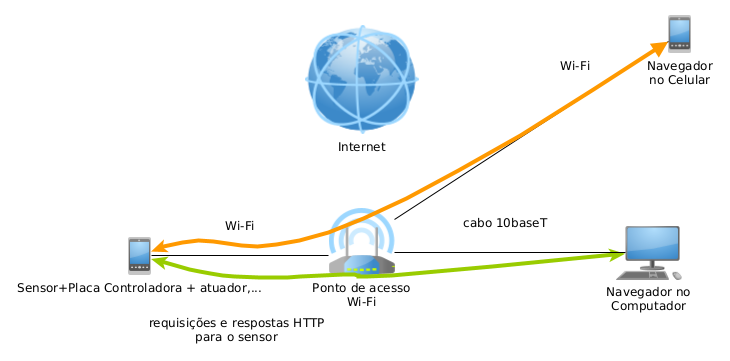 Wi-Fi
Navegador
no Celular
Internet
Wi-Fi
cabo 10baseT
Sensor+Placa Controladora + atuador,...
Ponto de acesso
Wi-Fi
Navegador no
Computador
requisições e respostas HTTP
para o sensor